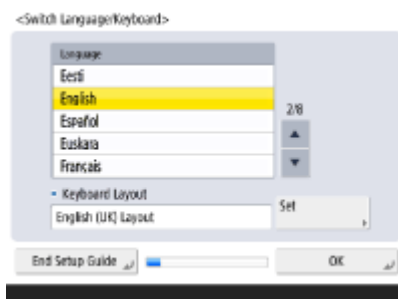 <Switch Language/Keyboard>
Language
Eesti
English
Español
Euskara
Français
2/8
Keyboard Layout
English (UK) Layout
Set
End Setup Guide
OK